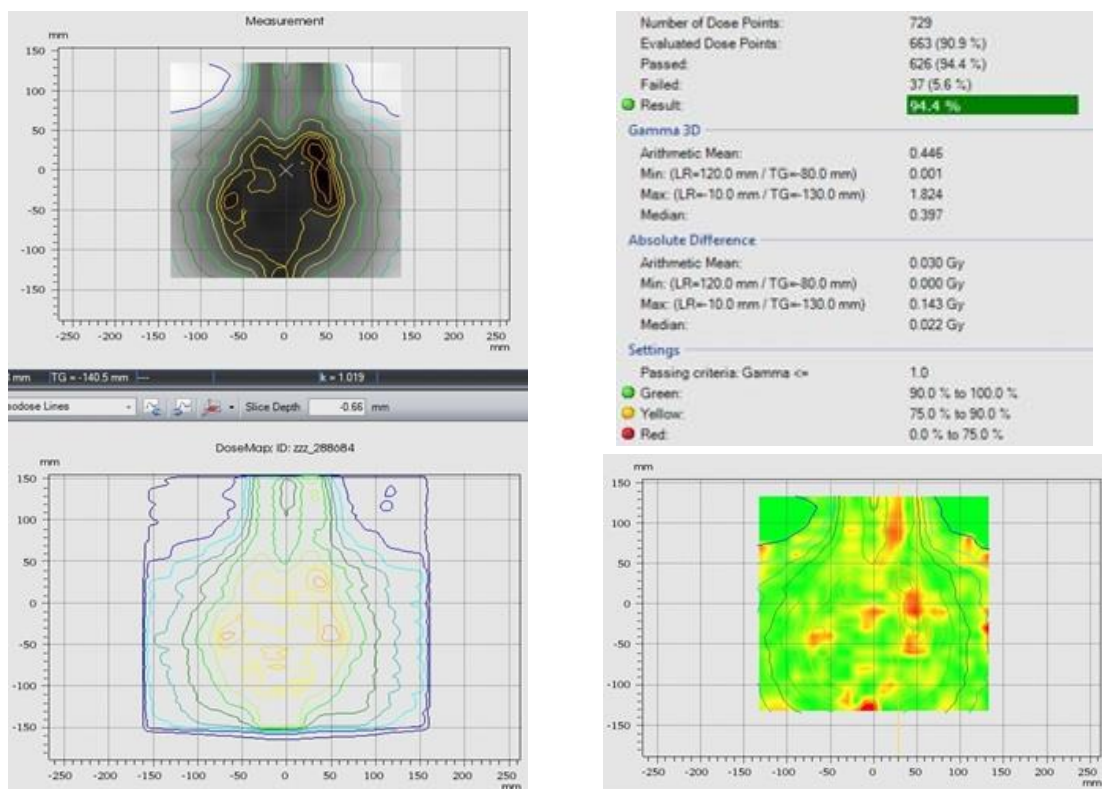 Measurement
mm
150
100
50
0
-50
-100
-150
-250 -200 -150 -100 -50 0 50 100 150 200 250
mm
mm TG = -140.5 mm k = 1.019
sodose Lines Slice Depth -0.66 mm
DoseMap: ID: zzz_288684
mm
150
100
50
0
-50
-100
-150
-250 -200 -150 -100 -50 0 50 100 150 200 250
mm
Number of Dose Points: 729
Evaluated Dose Points: 663 (90.9 %)
Passed: 626 (94.4 %)
Failed: 37 (5.6 %)
Result: 94.4 %
Gamma 3D
Arithmetic Mean: 0.446
Min: (LR=120.0 mm / TG=-80.0 mm) 0.001
Max: (LR=-10.0 mm / TG=-130.0 mm) 1.824
Median: 0.397
Absolute Difference
Arithmetic Mean: 0.030 Gy
Min: (LR=120.0 mm / TG=-80.0 mm) 0.000 Gy
Max: (LR=-10.0 mm / TG=-130.0 mm) 0.143 Gy
Median: 0.022 Gy
Settings
Passing criteria: Gamma <= 1.0
Green: 90.0 % to 100.0 %
Yellow: 75.0 % to 90.0 %
Red: 0.0 % to 75.0 %
mm
150
100
50
0
-50
-100
-150
-250 -200 -150 -100 -50 0 50 100 150 200 250
mm